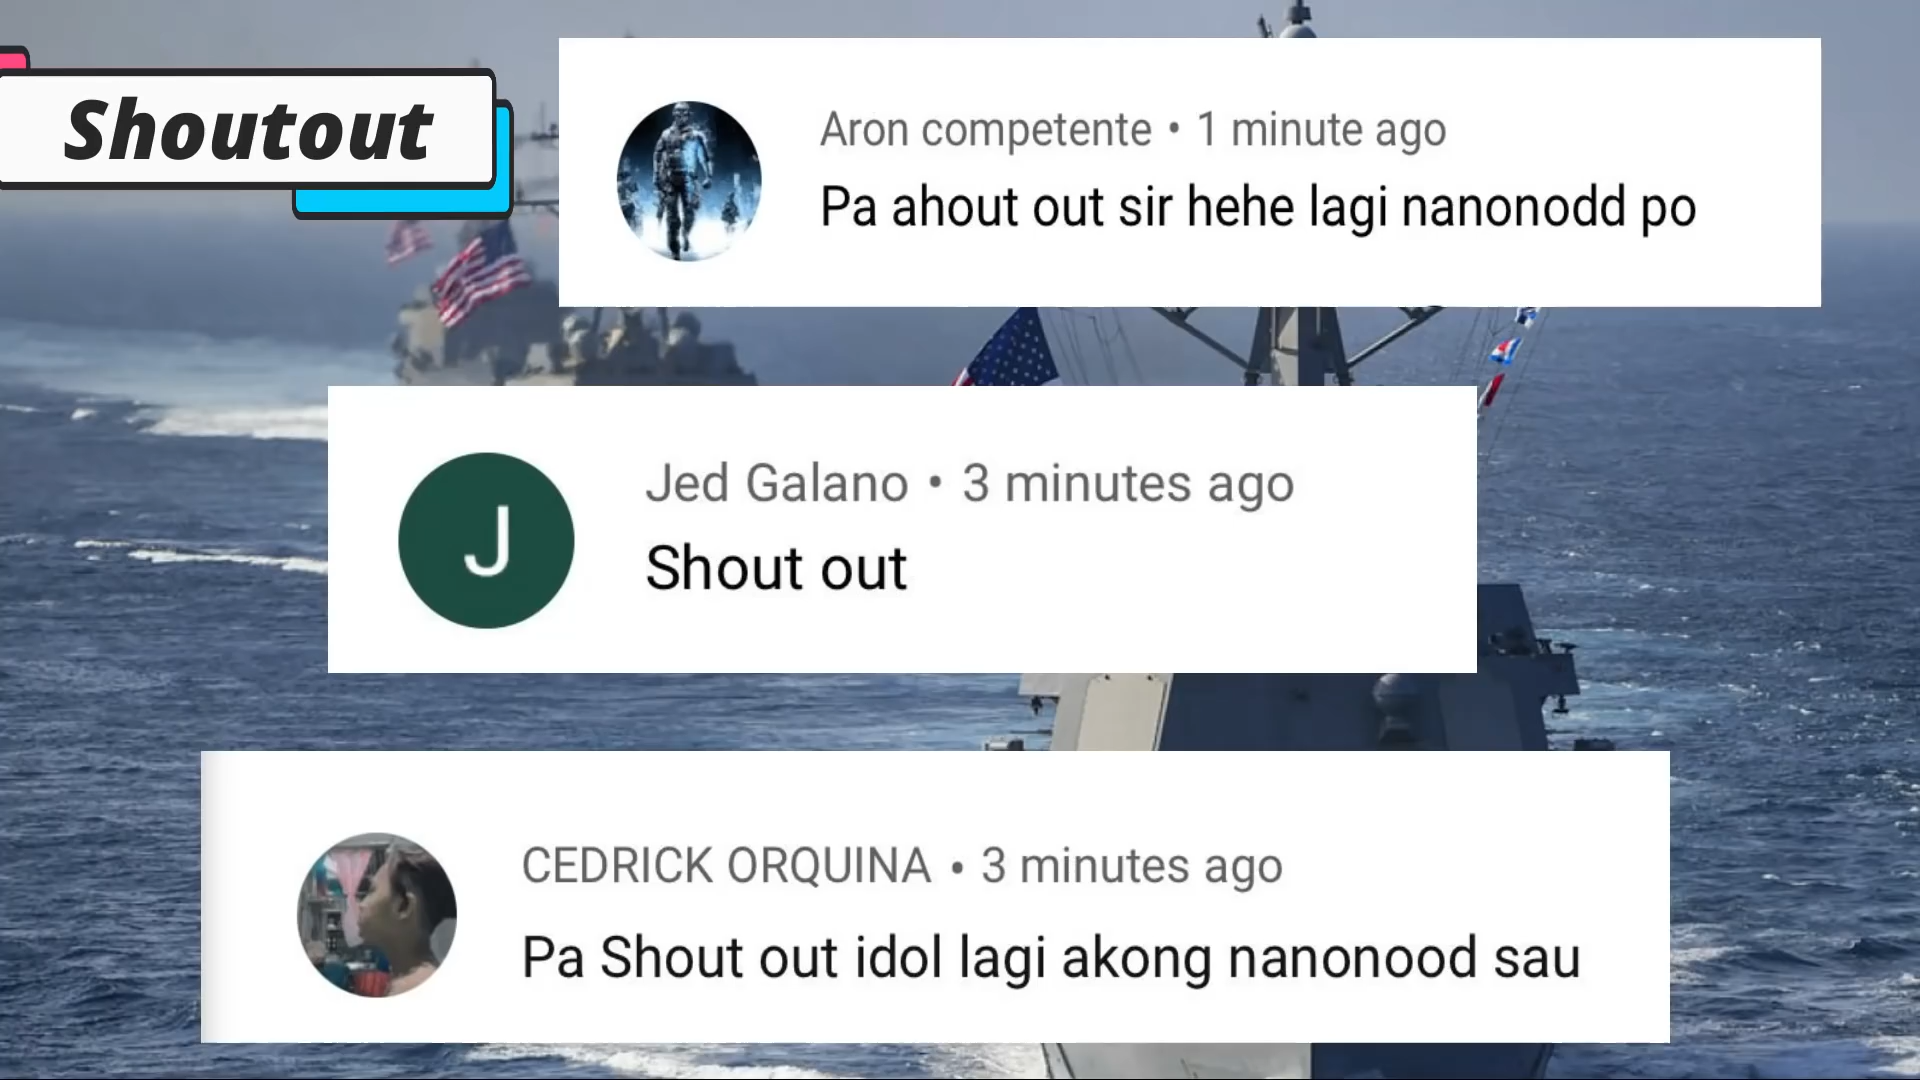 Shoutout
Aron competente • 1 minute ago
Pa ahout out sir hehe lagi nanonodd po
J
Jed Galano • 3 minutes ago
Shout out
CEDRICK ORQUINA • 3 minutes ago
Pa Shout out idol lagi akong nanonood sau